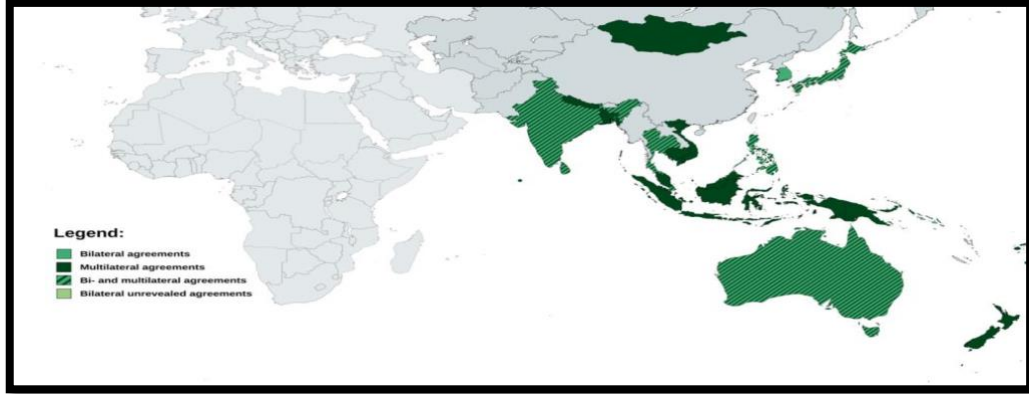 Legend:
Bilateral agreements
Multilateral agreements
Bi- and multilateral agreements
Bilateral unrevealed agreements